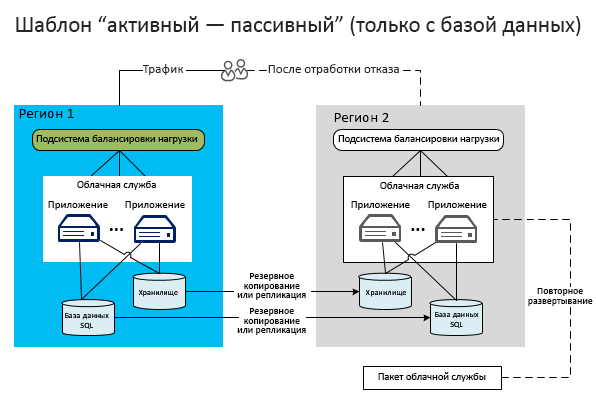 Шаблон “активный — пассивный” (только с базой данных)
Трафик
После отработки отказа
Регион 1
Подсистема балансировки нагрузки
Облачная служба
Приложение
Приложение
•••
Хранилище
База данных
SQL
Резервное
копирование
или репликация
Резервное
копирование
или репликация
Регион 2
Подсистема балансировки нагрузки
Облачная служба
Приложение
Приложение
•••
Хранилище
База данных
SQL
Повторное
развертывание
Пакет облачной службы